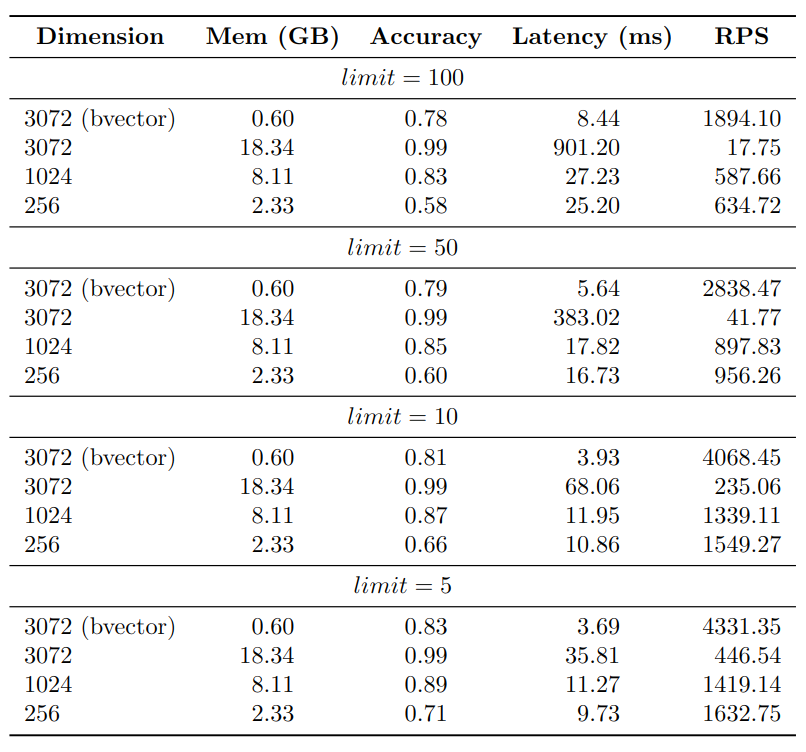 Dimension Mem (GB) Accuracy Latency (ms) RPS
limit = 100
3072 (bvector) 0.60 0.78 8.44 1894.10
3072 18.34 0.99 901.20 17.75
1024 8.11 0.83 27.23 587.66
256 2.33 0.58 25.20 634.72
limit = 50
3072 (bvector) 0.60 0.79 5.64 2838.47
3072 18.34 0.99 383.02 41.77
1024 8.11 0.85 17.82 897.83
256 2.33 0.60 16.73 956.26
limit = 10
3072 (bvector) 0.60 0.81 3.93 4068.45
3072 18.34 0.99 68.06 235.06
1024 8.11 0.87 11.95 1339.11
256 2.33 0.66 10.86 1549.27
limit = 5
3072 (bvector) 0.60 0.83 3.69 4331.35
3072 18.34 0.99 35.81 446.54
1024 8.11 0.89 11.27 1419.14
256 2.33 0.71 9.73 1632.75